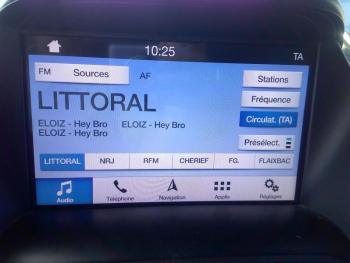 10:25
TA
FM Sources AF
Stations
LITTORAL
Fréquence
ELOIZ - Hey Bro ELOIZ - Hey Bro
Circulat. (TA)
ELOIZ - Hey Bro
Présélect.
LITTORAL NRJ RFM CHERIEF FG. FLAIXBAC
Audio Téléphone Navigation Applis Réglages